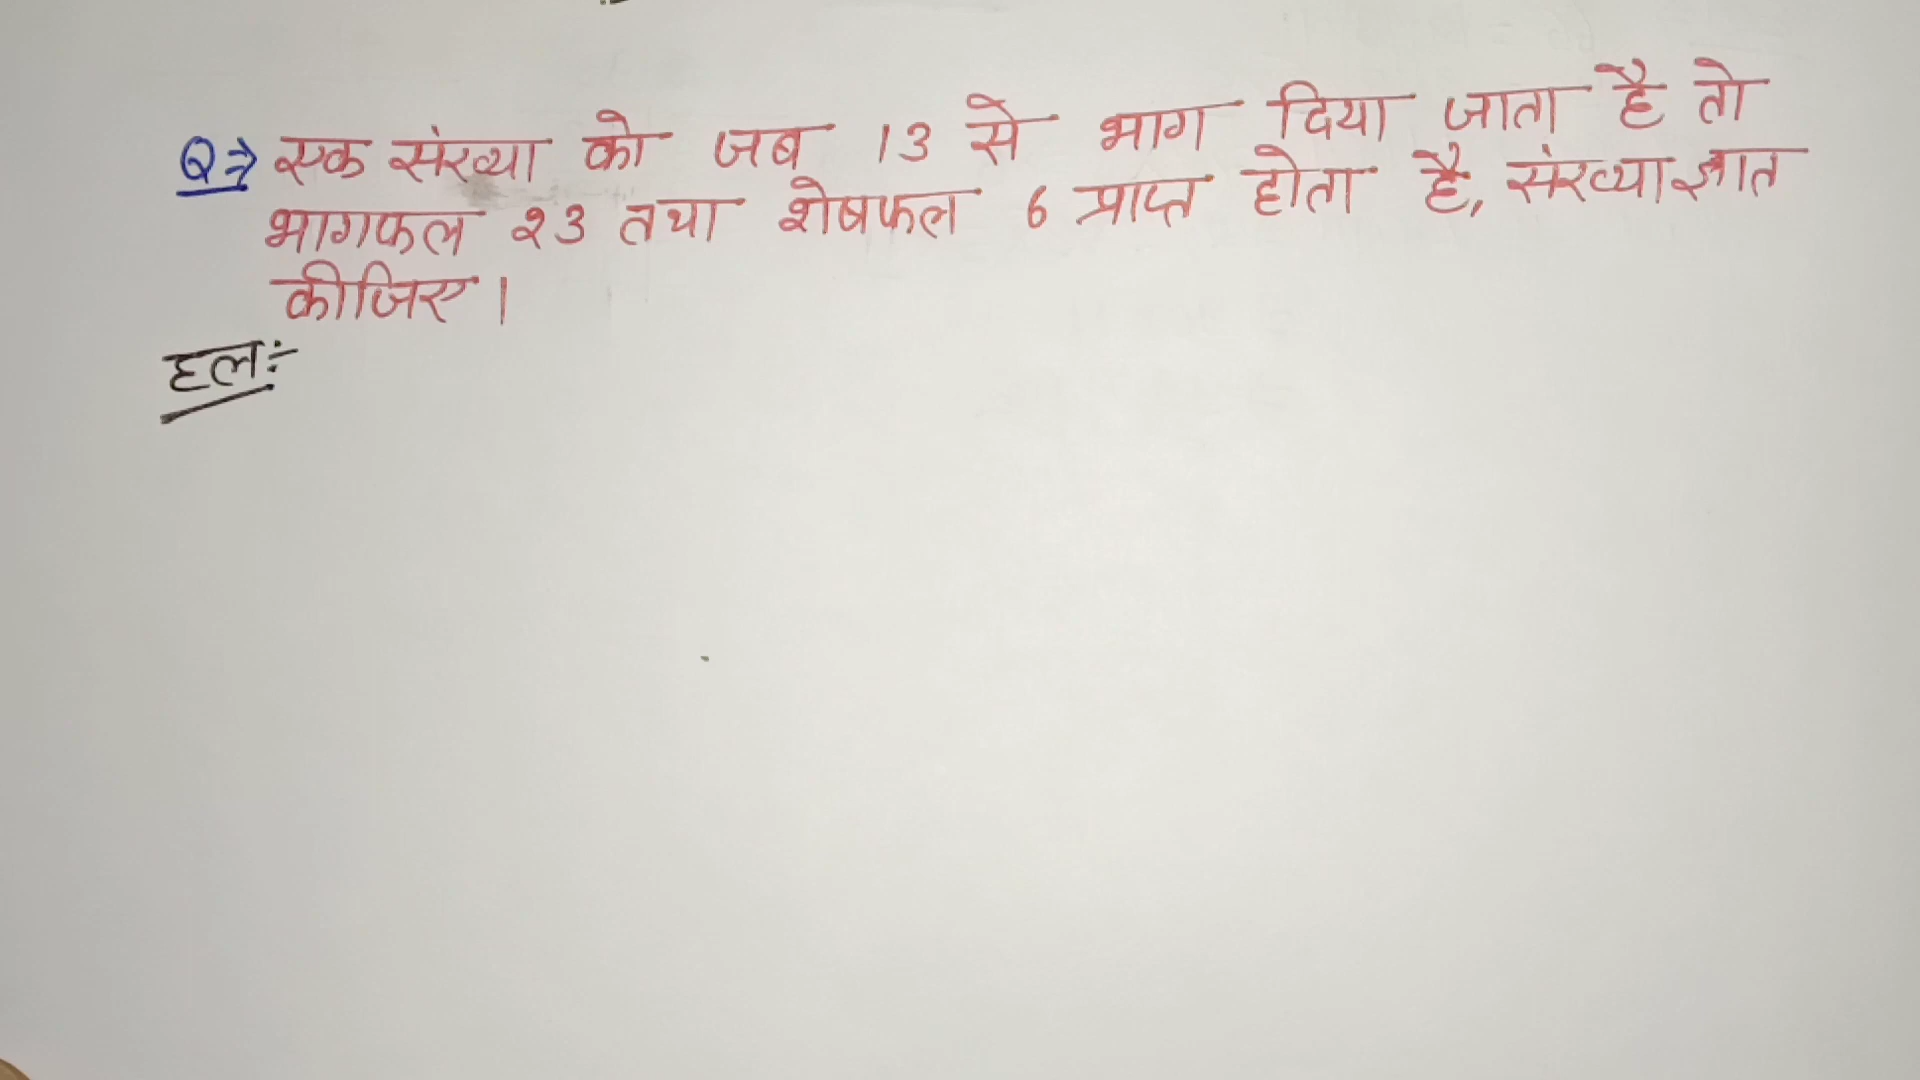 Q⇒ एक संख्या को जब 13 से भाग दिया जाता है तो
भागफल 23 तथा शेषफल 6 प्राप्त होता है, संख्या ज्ञात
कीजिए।
हल:-